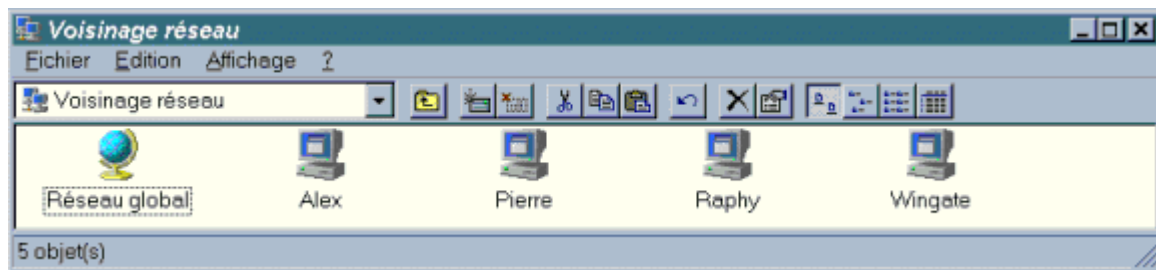 Voisinage réseau
Fichier Edition Affichage ?
Voisinage réseau
Réseau global Alex Pierre Raphy Wingate
5 objet(s)